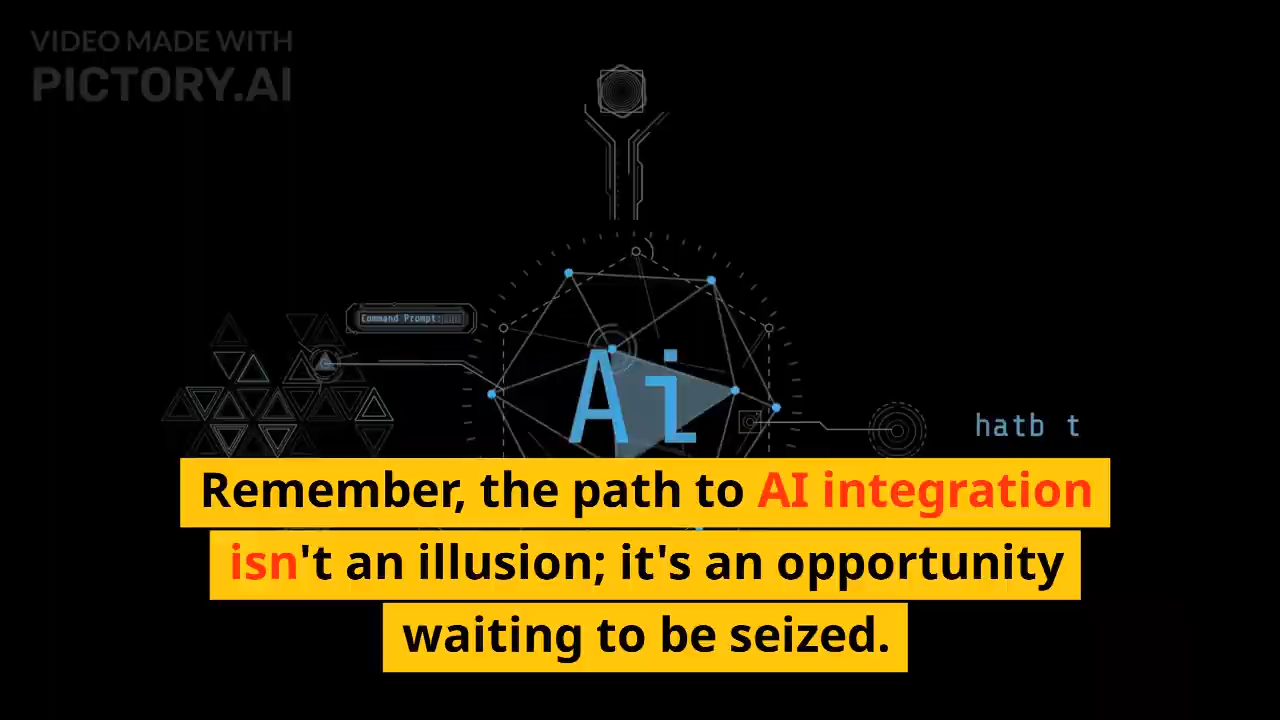 VIDEO MADE WITH
PICTORY.AI
Command Prompt:
Ai
hatb t
Remember, the path to AI integration
isn't an illusion; it's an opportunity
waiting to be seized.